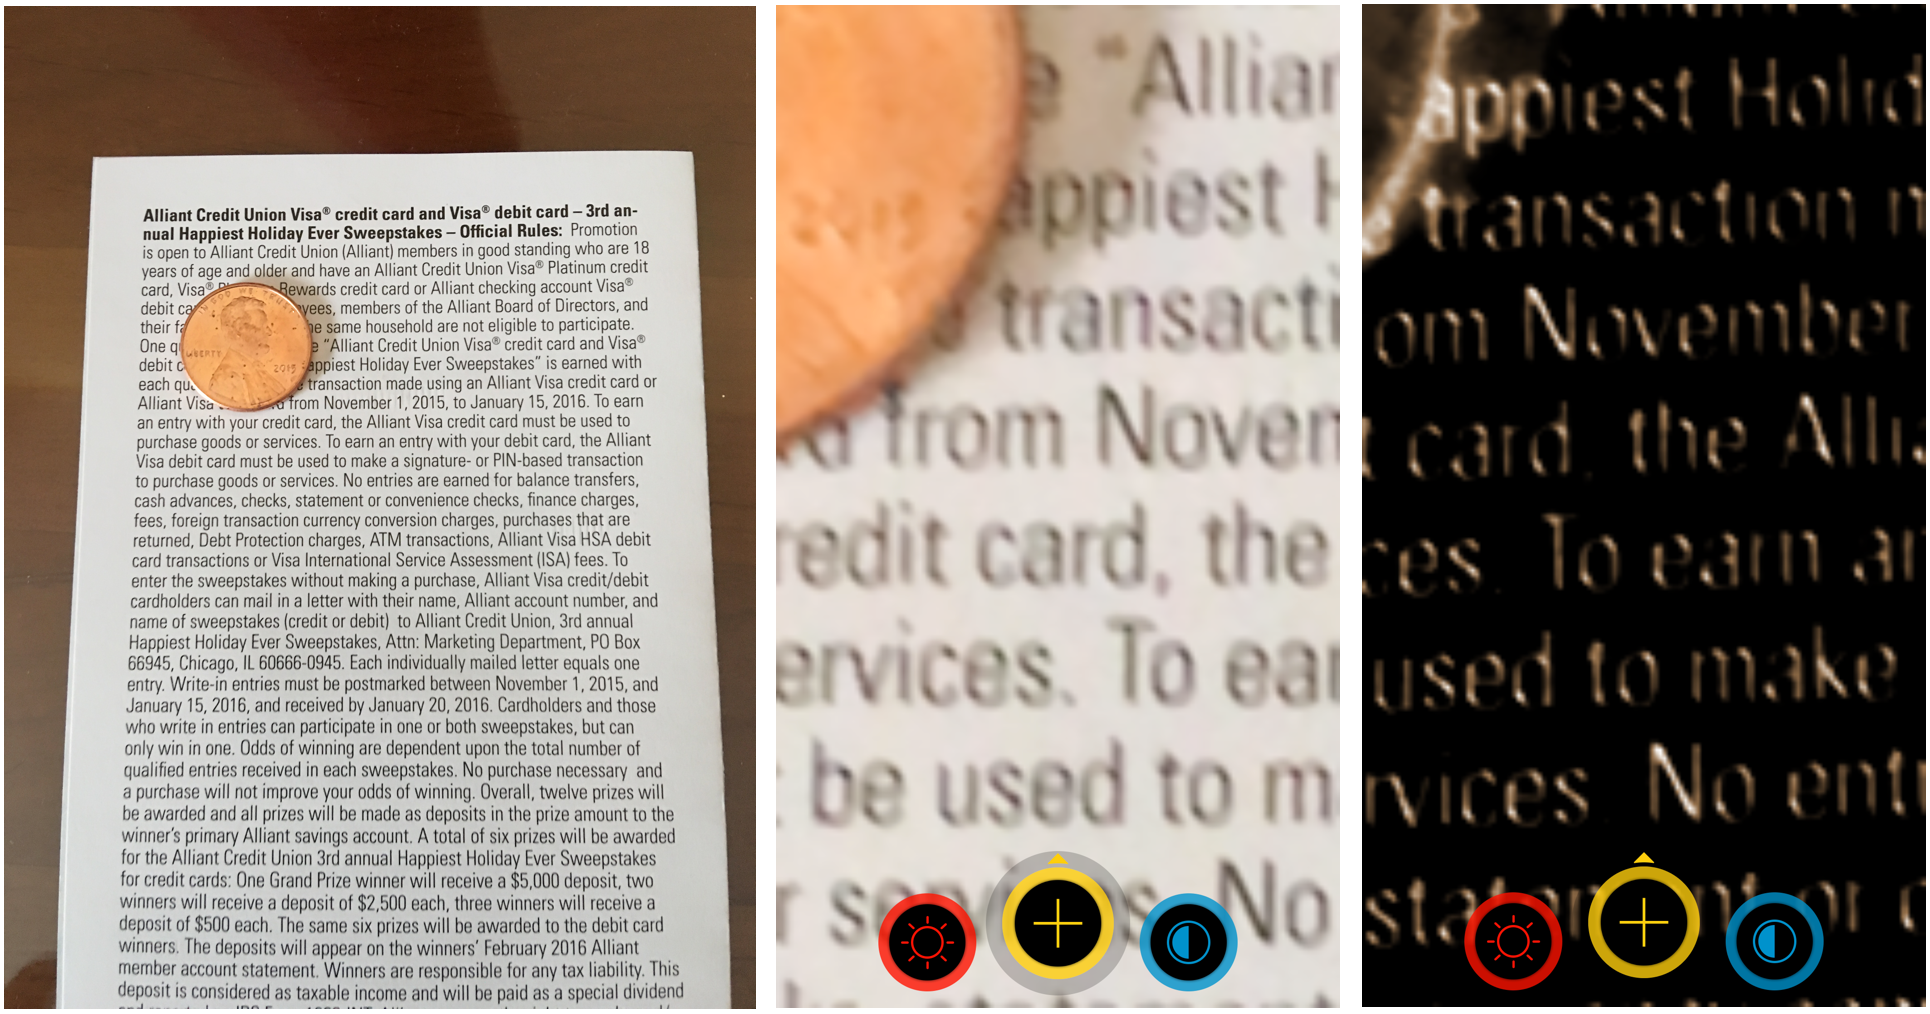 Alliant Credit Union Visa® credit card and Visa® debit card – 3rd an-
nual Happiest Holiday Ever Sweepstakes – Official Rules: Promotion
is open to Alliant Credit Union (Alliant) members in good standing who are 18
years of age and older and have an Alliant Credit Union Visa® Platinum credit
card, Visa® Rewards credit card or Alliant checking account Visa®
debit ca yees, members of the Alliant Board of Directors, and
their fa he same household are not eligible to participate.
One q e “Alliant Credit Union Visa® credit card and Visa®
debit c appiest Holiday Ever Sweepstakes” is earned with
each qu transaction made using an Alliant Visa credit card or
Alliant Visa d from November 1, 2015, to January 15, 2016. To earn
an entry with your credit card, the Alliant Visa credit card must be used to
purchase goods or services. To earn an entry with your debit card, the Alliant
Visa debit card must be used to make a signature- or PIN-based transaction
to purchase goods or services. No entries are earned for balance transfers,
cash advances, checks, statement or convenience checks, finance charges,
fees, foreign transaction currency conversion charges, purchases that are
returned, Debt Protection charges, ATM transactions, Alliant Visa HSA debit
card transactions or Visa International Service Assessment (ISA) fees. To
enter the sweepstakes without making a purchase, Alliant Visa credit/debit
cardholders can mail in a letter with their name, Alliant account number, and
name of sweepstakes (credit or debit) to Alliant Credit Union, 3rd annual
Happiest Holiday Ever Sweepstakes, Attn: Marketing Department, PO Box
66945, Chicago, IL 60666-0945. Each individually mailed letter equals one
entry. Write-in entries must be postmarked between November 1, 2015, and
January 15, 2016, and received by January 20, 2016. Cardholders and those
who write in entries can participate in one or both sweepstakes, but can
only win in one. Odds of winning are dependent upon the total number of
qualified entries received in each sweepstakes. No purchase necessary and
a purchase will not improve your odds of winning. Overall, twelve prizes will
be awarded and all prizes will be made as deposits in the prize amount to the
winner’s primary Alliant savings account. A total of six prizes will be awarded
for the Alliant Credit Union 3rd annual Happiest Holiday Ever Sweepstakes
for credit cards: One Grand Prize winner will receive a $5,000 deposit, two
winners will receive a deposit of $2,500 each, three winners will receive a
deposit of $500 each. The same six prizes will be awarded to the debit card
winners. The deposits will appear on the winners’ February 2016 Alliant
member account statement. Winners are responsible for any tax liability. This
deposit is considered as taxable income and will be paid as a special dividend
IN GOD WE TRUST
LIBERTY
2015
e “Allian
2015
appiest H
transacti
d from Novem
redit card, the
ervices. To ear
be used to m
r services. No
appiest Holid
transaction m
om November
t card, the Alli
ces. To earn an
used to make
rvices. No entr
statement or c